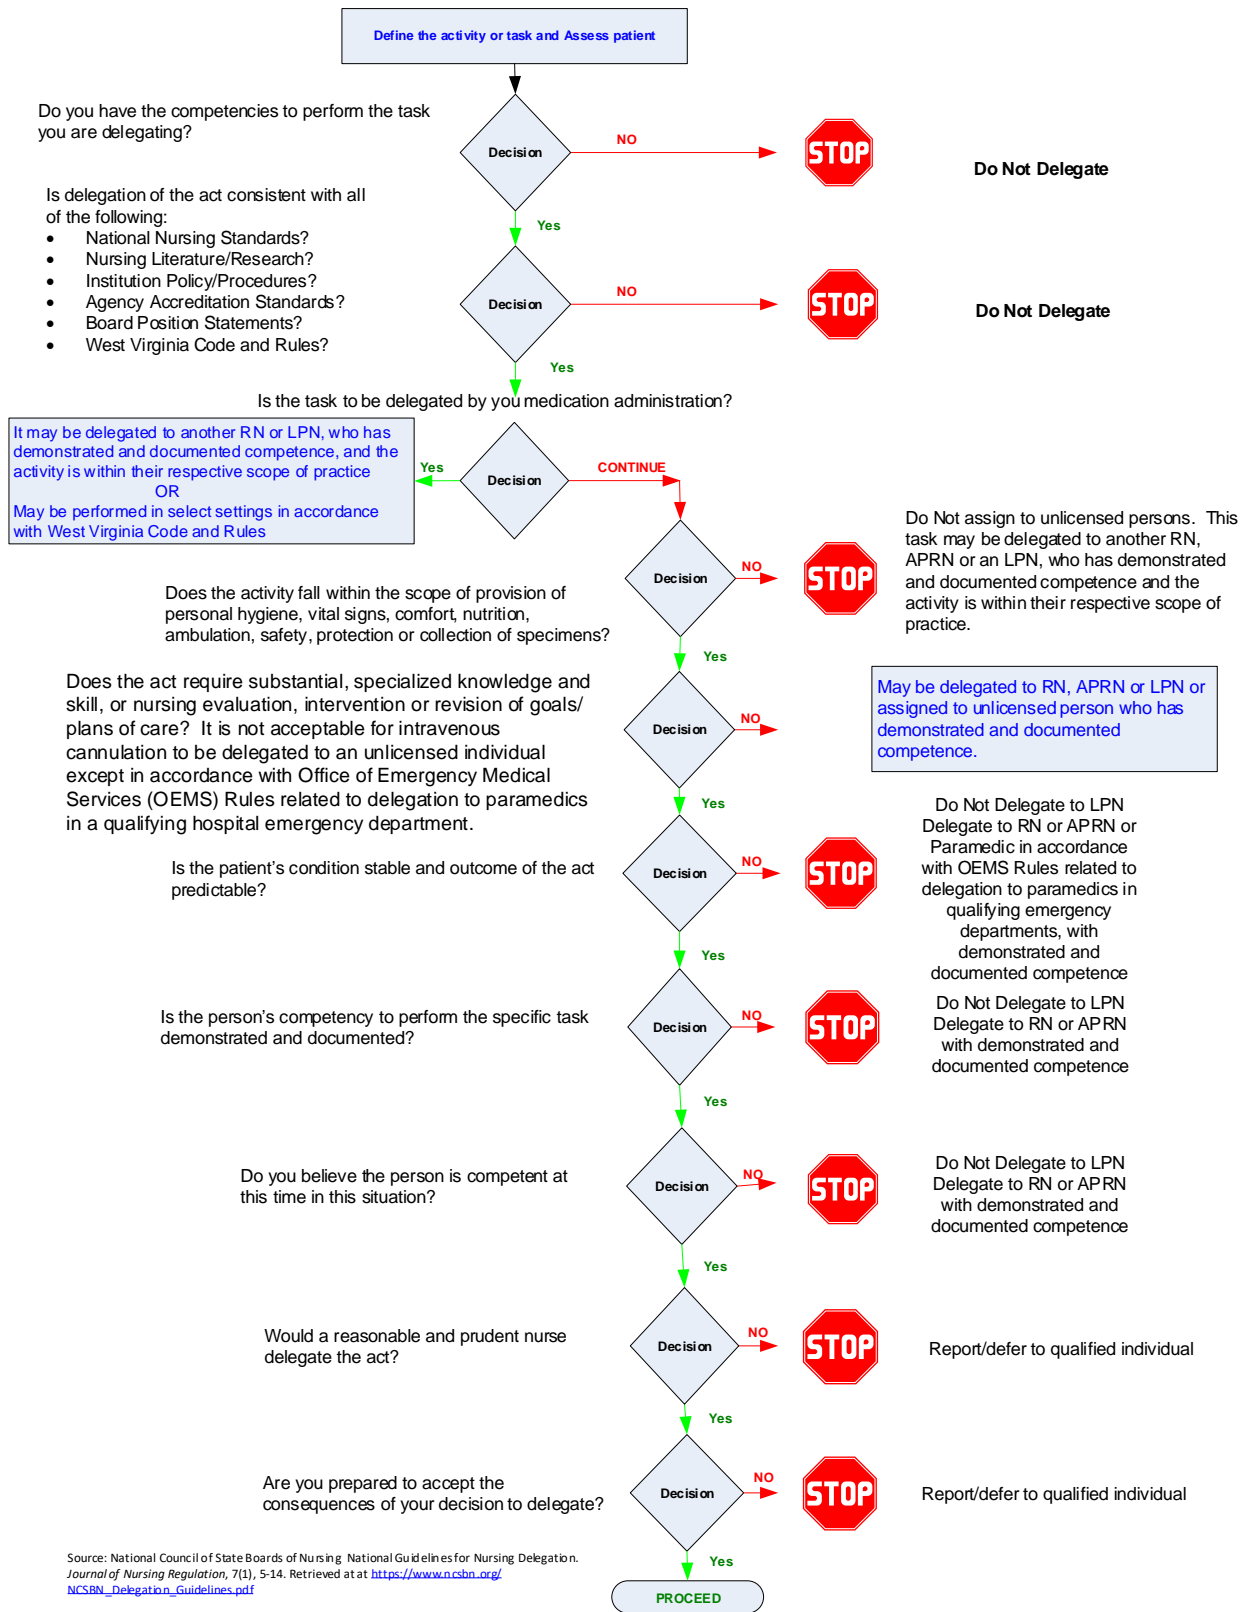 Define the activity or task and Assess patient
Do you have the competencies to perform the task
you are delegating?
Decision
NO
STOP
Do Not Delegate
Yes
Is delegation of the act consistent with all
of the following:
• National Nursing Standards?
• Nursing Literature/Research?
• Institution Policy/Procedures?
• Agency Accreditation Standards?
• Board Position Statements?
• West Virginia Code and Rules?
Decision
NO
STOP
Do Not Delegate
Yes
Is the task to be delegated by you medication administration?
It may be delegated to another RN or LPN, who has
demonstrated and documented competence, and the
activity is within their respective scope of practice
OR
May be performed in select settings in accordance
with West Virginia Code and Rules
Yes
Decision
CONTINUE
Does the activity fall within the scope of provision of
personal hygiene, vital signs, comfort, nutrition,
ambulation, safety, protection or collection of specimens?
Decision
NO
STOP
Do Not assign to unlicensed persons. This
task may be delegated to another RN,
APRN or an LPN, who has demonstrated
and documented competence and the
activity is within their respective scope of
practice.
Yes
Does the act require substantial, specialized knowledge and
skill, or nursing evaluation, intervention or revision of goals/
plans of care? It is not acceptable for intravenous
cannulation to be delegated to an unlicensed individual
except in accordance with Office of Emergency Medical
Services (OEMS) Rules related to delegation to paramedics
in a qualifying hospital emergency department.
Decision
NO
May be delegated to RN, APRN or LPN or
assigned to unlicensed person who has
demonstrated and documented
competence.
Yes
Is the patient's condition stable and outcome of the act
predictable?
Decision
NO
STOP
Do Not Delegate to LPN
Delegate to RN or APRN or
Paramedic in accordance
with OEMS Rules related to
delegation to paramedics in
qualifying emergency
departments, with
demonstrated and
documented competence
Yes
Is the person's competency to perform the specific task
demonstrated and documented?
Decision
NO
STOP
Do Not Delegate to LPN
Delegate to RN or APRN
with demonstrated and
documented competence
Yes
Do you believe the person is competent at
this time in this situation?
Decision
NO
STOP
Do Not Delegate to LPN
Delegate to RN or APRN
with demonstrated and
documented competence
Yes
Would a reasonable and prudent nurse
delegate the act?
Decision
NO
STOP
Report/defer to qualified individual
Yes
Are you prepared to accept the
consequences of your decision to delegate?
Decision
NO
STOP
Report/defer to qualified individual
Yes
PROCEED
Source: National Council of State Boards of Nursing National Guidelines for Nursing Delegation.
Journal of Nursing Regulation, 7(1), 5-14. Retrieved at at https://www.ncsbn.org/
NCSBN_Delegation_Guidelines.pdf